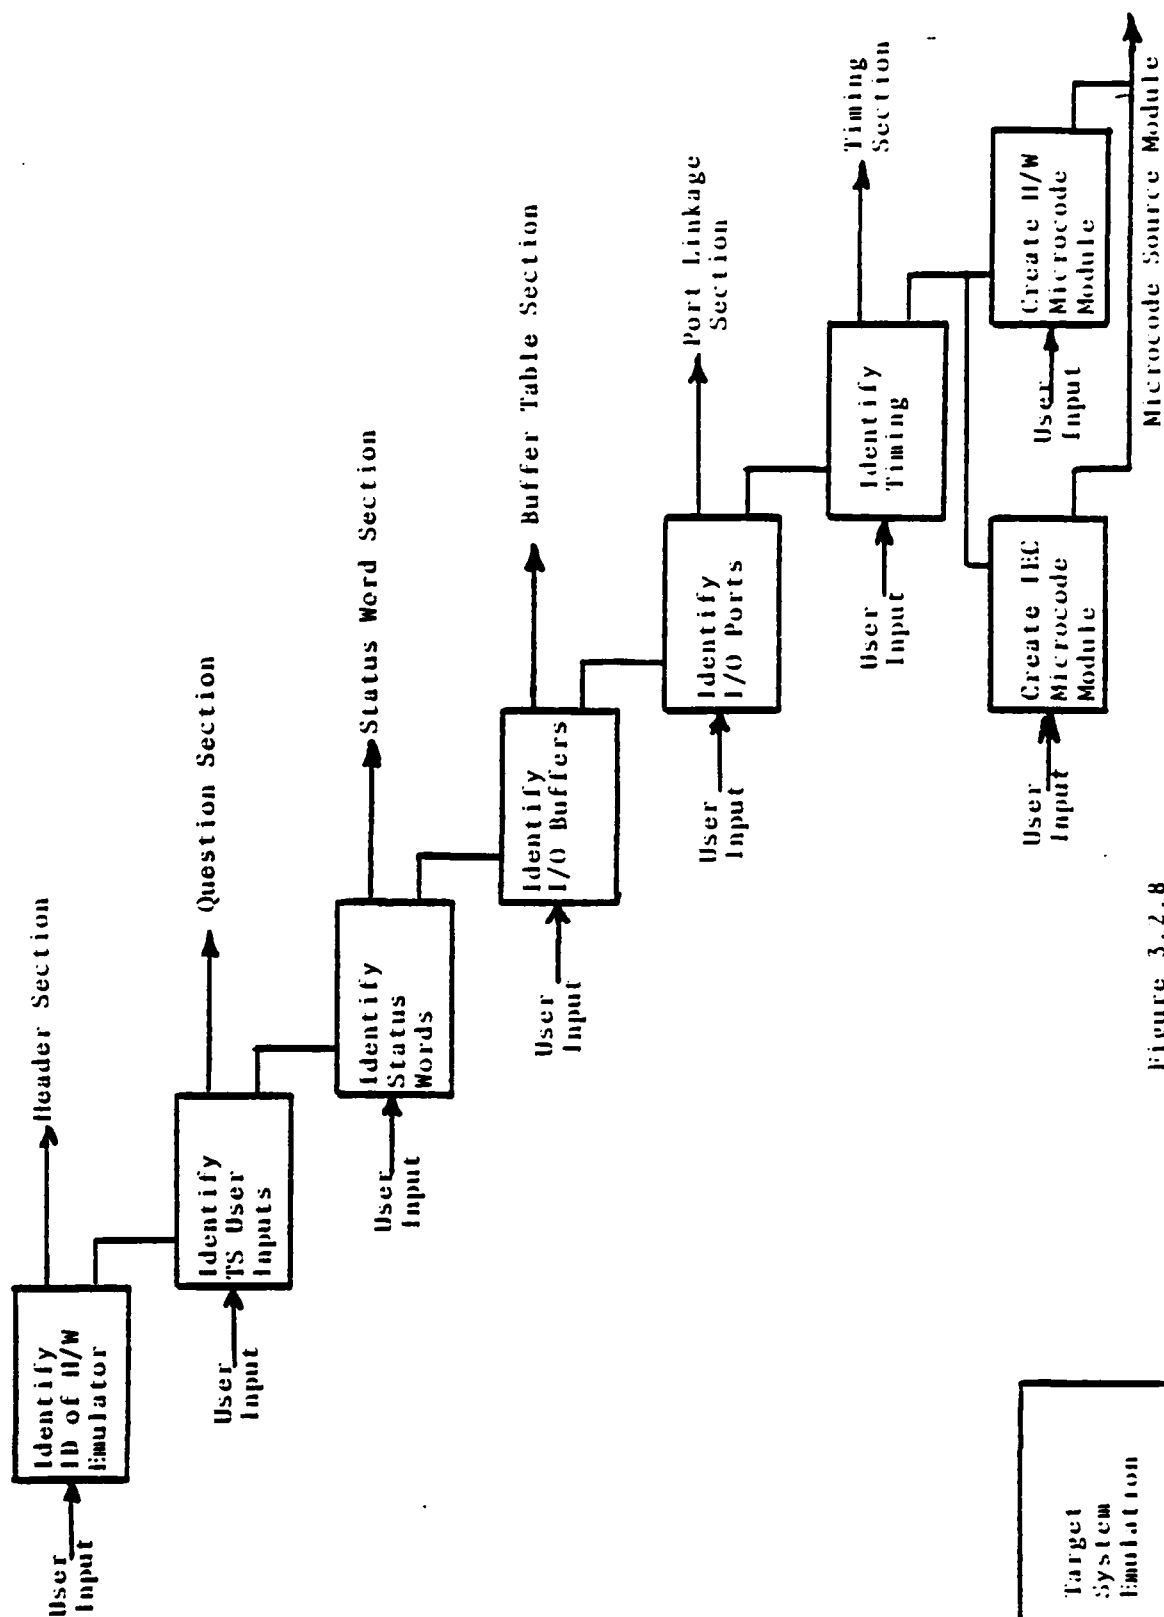 User
Input
Identify
ID of H/W
Emulator
Header Section
User
Input
Identify
TS User
Inputs
Question Section
User
Input
Identify
Status
Words
Status Word Section
User
Input
Identify
I/O Buffers
Buffer Table Section
User
Input
Identify
I/O Ports
Port Linkage
Section
User
Input
Identify
Timing
Timing
Section
User
Input
Create IEC
Microcode
Module
User
Input
Create H/W
Microcode
Module
Microcode Source Module
Figure 3.2.8
Target
System
Emulation